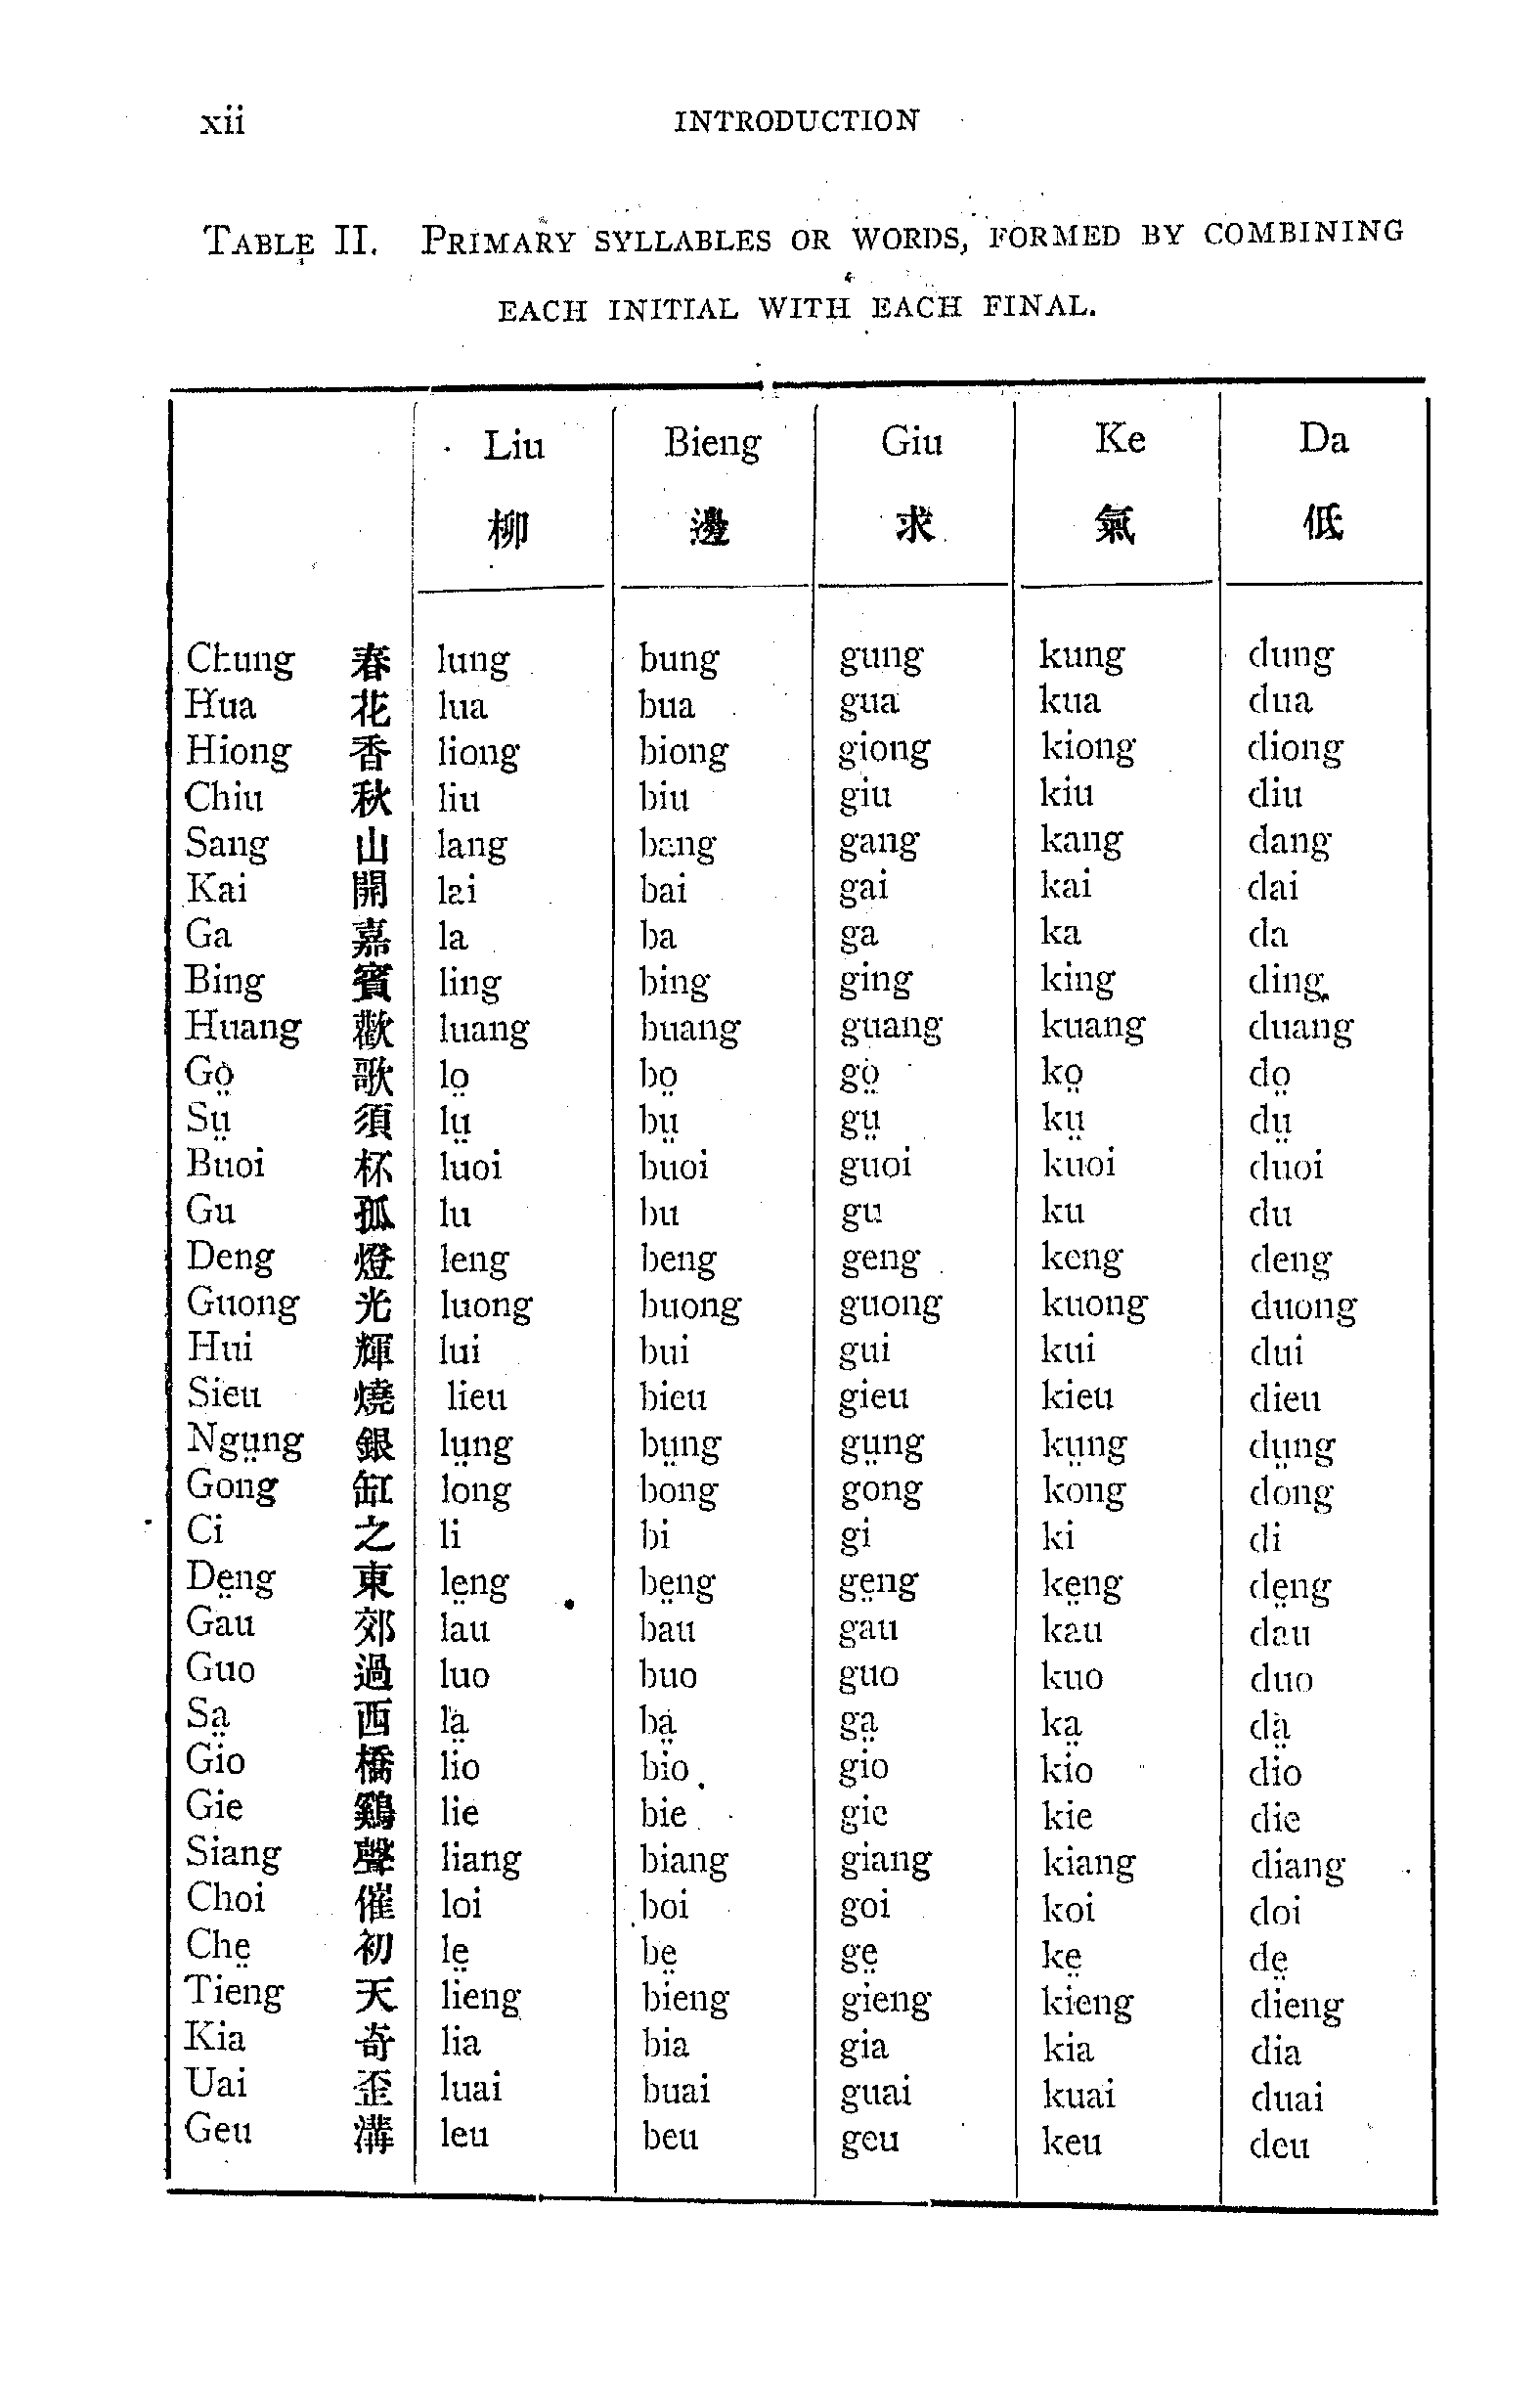 xii INTRODUCTION
TABLE II. PRIMARY SYLLABLES OR WORDS, FORMED BY COMBINING
EACH INITIAL WITH EACH FINAL.
Liu Bieng Giu Ke Da
柳 邊 求 氣 低
Chung 春 lung bung gung kung dung
Hua 花 lua bua gua kua dua
Hiong 香 liong biong giong kiong diong
Chiu 秋 liu biu giu kiu diu
Sang 山 lang bang gang kang dang
Kai 開 lai bai gai kai dai
Ga 嘉 la ba ga ka da
Bing 賓 ling bing ging king ding
Huang 歡 luang buang guang kuang duang
Go̤ 歌 lo̤ bo̤ go̤ ko̤ do̤
Sṳ 須 lṳ bṳ gṳ kṳ dṳ
Buoi 杯 luoi buoi guoi kuoi duoi
Gu 孤 lu bu gu ku du
Deng 燈 leng beng geng keng deng
Guong 光 luong buong guong kuong duong
Hui 輝 lui bui gui kui dui
Sieu 燒 lieu bieu gieu kieu dieu
Ngṳng 銀 lṳng bṳng gṳng kṳng dṳng
Gong 缸 long bong gong kong dong
Ci 之 li bi gi ki di
De̤ng 東 le̤ng be̤ng ge̤ng ke̤ng de̤ng
Gau 郊 lau bau gau kau dau
Guo 過 luo buo guo kuo duo
Sa̤ 西 la̤ ba̤ ga̤ ka̤ da̤
Gio 橋 lio bio gio kio dio
Gie 鷄 lie bie gie kie die
Siang 聲 liang biang giang kiang diang
Choi 催 loi boi goi koi doi
Che̤ 初 le̤ be̤ ge̤ ke̤ de̤
Tieng 天 lieng bieng gieng kieng dieng
Kia 奇 lia bia gia kia dia
Uai 歪 luai buai guai kuai duai
Geu 溝 leu beu geu keu deu